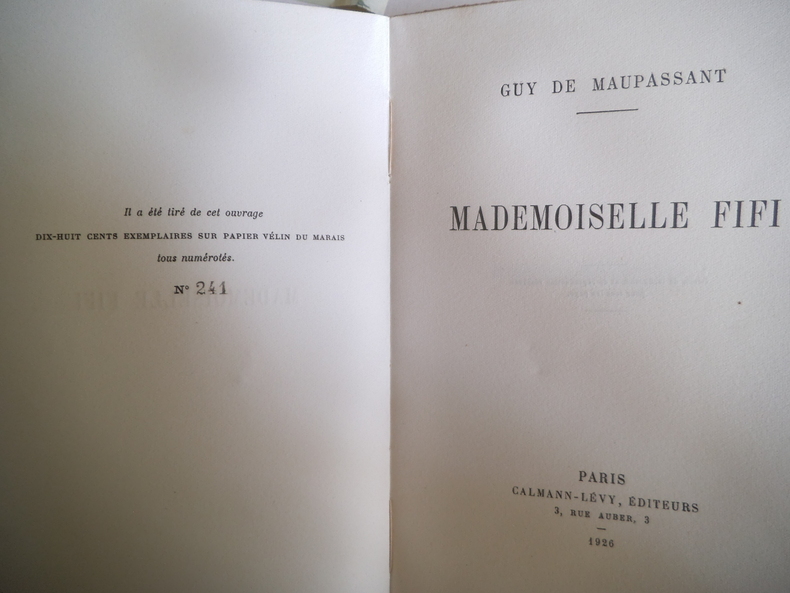 Il a été tiré de cet ouvrage
DIX-HUIT CENTS EXEMPLAIRES SUR PAPIER VÉLIN DU MARAIS
tous numérotés.
N° 241
GUY DE MAUPASSANT
MADEMOISELLE FIFI
PARIS
CALMANN-LÉVY, ÉDITEURS
3, RUE AUBER, 3
1926